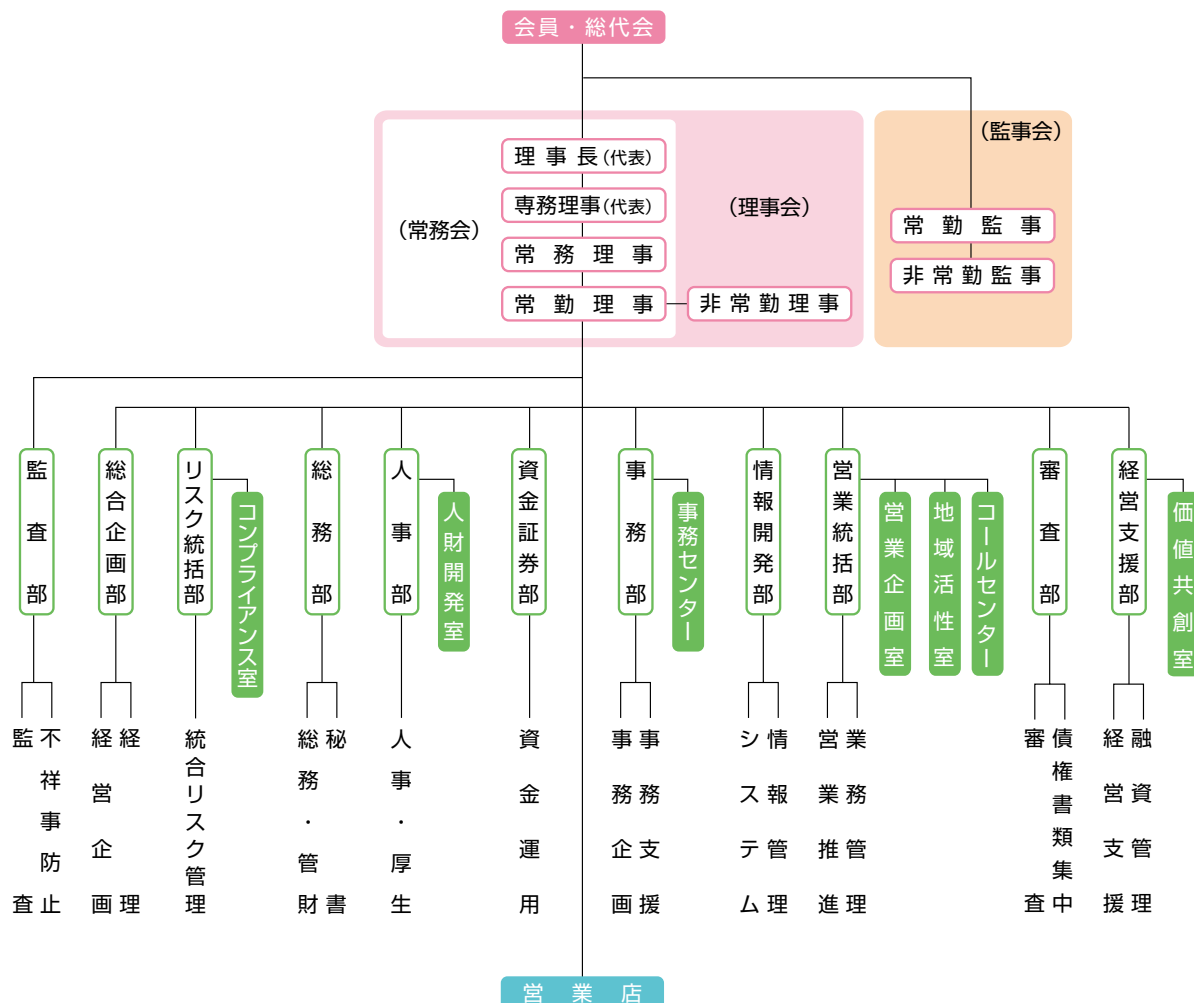 会員・総代会
(監事会)
理事長(代表)
専務理事(代表)
(常務会)
(理事会)
常務理事
常勤理事
非常勤理事
常勤監事
非常勤監事
監査部
総合企画部
リスク統括部
コンプライアンス室
総務部
人事部
人財開発室
資金証券部
事務部
事務センター
情報開発部
営業統括部
営業企画室
地域活性室
コールセンター
審査部
経営支援部
価値共創室
監査
不祥事防止
経営企画
経理
統合リスク管理
総務・管財
秘書
人事・厚生
資金運用
事務企画
事務支援
システム
情報管理
営業推進
業務管理
審査
債権書類集中
経営支援
融資管理
営業店